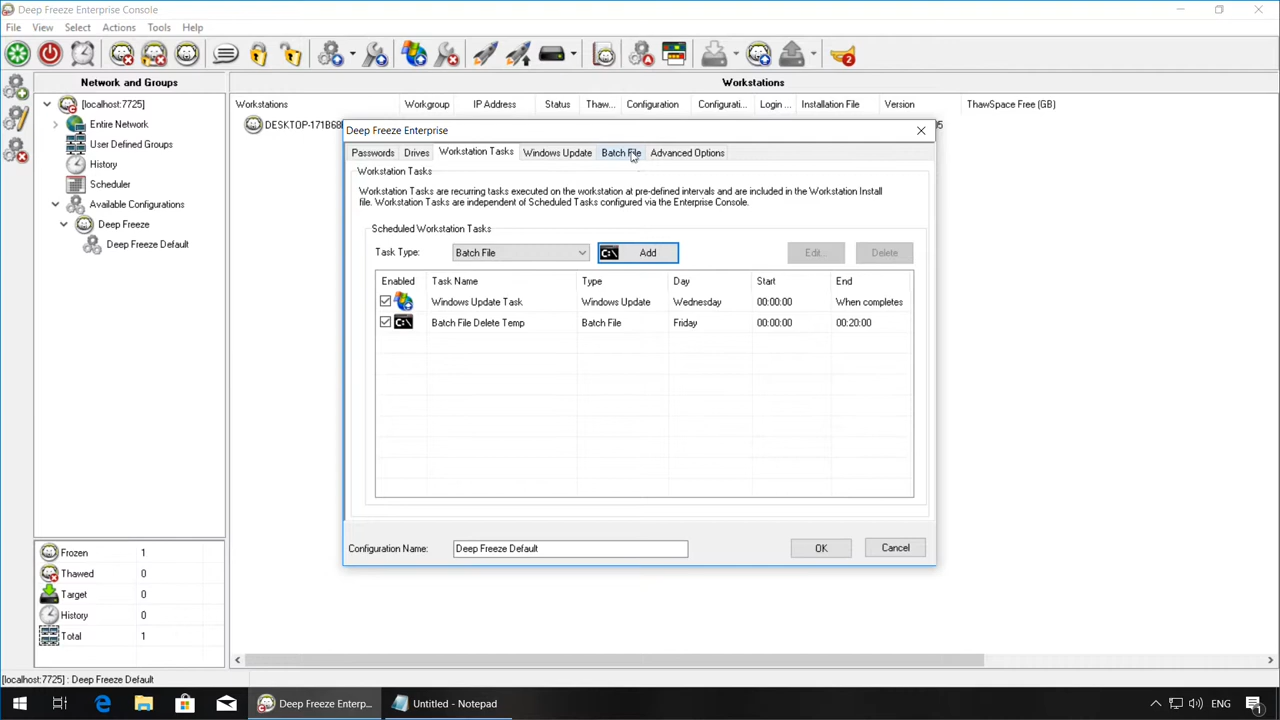 Deep Freeze Enterprise Console
File View Select Actions Tools Help
Network and Groups
Workstations
[localhost:7725]
Entire Network
User Defined Groups
History
Scheduler
Available Configurations
Deep Freeze
Deep Freeze Default
Workstations Workgroup IP Address Status Thaw... Configuration Configurati... Login ... Installation File Version ThawSpace Free (GB)
DESKTOP-171B68
Deep Freeze Enterprise
Passwords Drives Workstation Tasks Windows Update Batch File Advanced Options
Workstation Tasks
Workstation Tasks are recurring tasks executed on the workstation at pre-defined intervals and are included in the Workstation Install
file. Workstation Tasks are independent of Scheduled Tasks configured via the Enterprise Console.
Scheduled Workstation Tasks
Task Type: Batch File C:\ Add Edit... Delete
Enabled Task Name Type Day Start End
Windows Update Task Windows Update Wednesday 00:00:00 When completes
C:\ Batch File Delete Temp Batch File Friday 00:00:00 00:20:00
Configuration Name: Deep Freeze Default OK Cancel
Frozen 1
Thawed 0
Target 0
History 0
Total 1
[localhost:7725] : Deep Freeze Default
Deep Freeze Enterp... Untitled - Notepad ENG 1